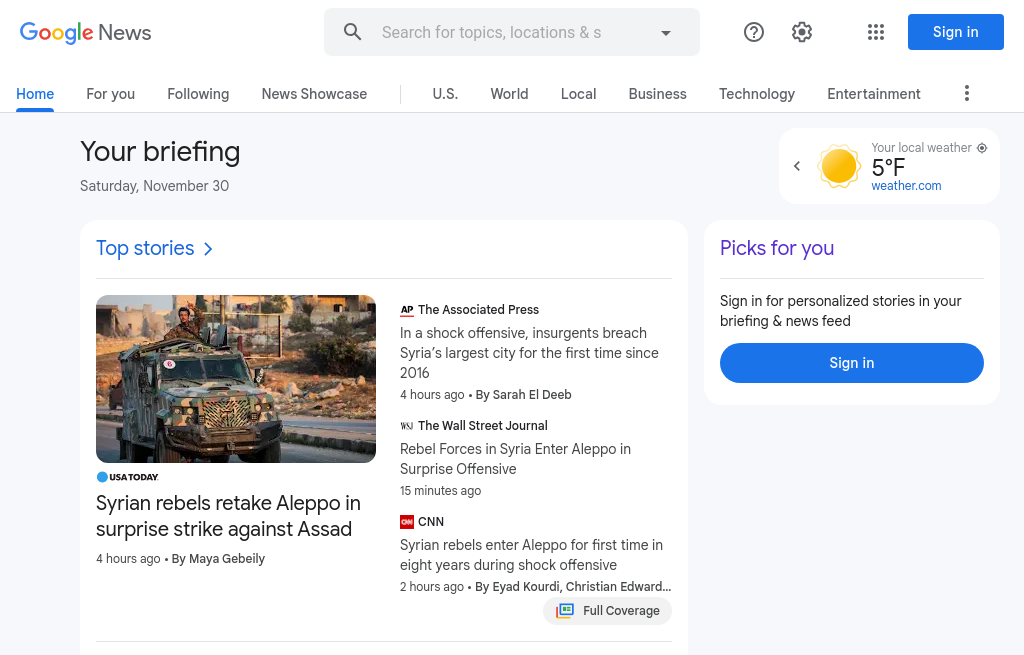 Google News
Search for topics, locations & s
Sign in
Home
For you
Following
News Showcase
U.S.
World
Local
Business
Technology
Entertainment
Your briefing
Saturday, November 30
Your local weather
5°F
weather.com
Top stories
USA TODAY
Syrian rebels retake Aleppo in
surprise strike against Assad
4 hours ago • By Maya Gebeily
AP The Associated Press
In a shock offensive, insurgents breach
Syria’s largest city for the first time since
2016
4 hours ago • By Sarah El Deeb
WSJ The Wall Street Journal
Rebel Forces in Syria Enter Aleppo in
Surprise Offensive
15 minutes ago
CNN CNN
Syrian rebels enter Aleppo for first time in
eight years during shock offensive
2 hours ago • By Eyad Kourdi, Christian Edward…
Full Coverage
Picks for you
Sign in for personalized stories in your
briefing & news feed
Sign in